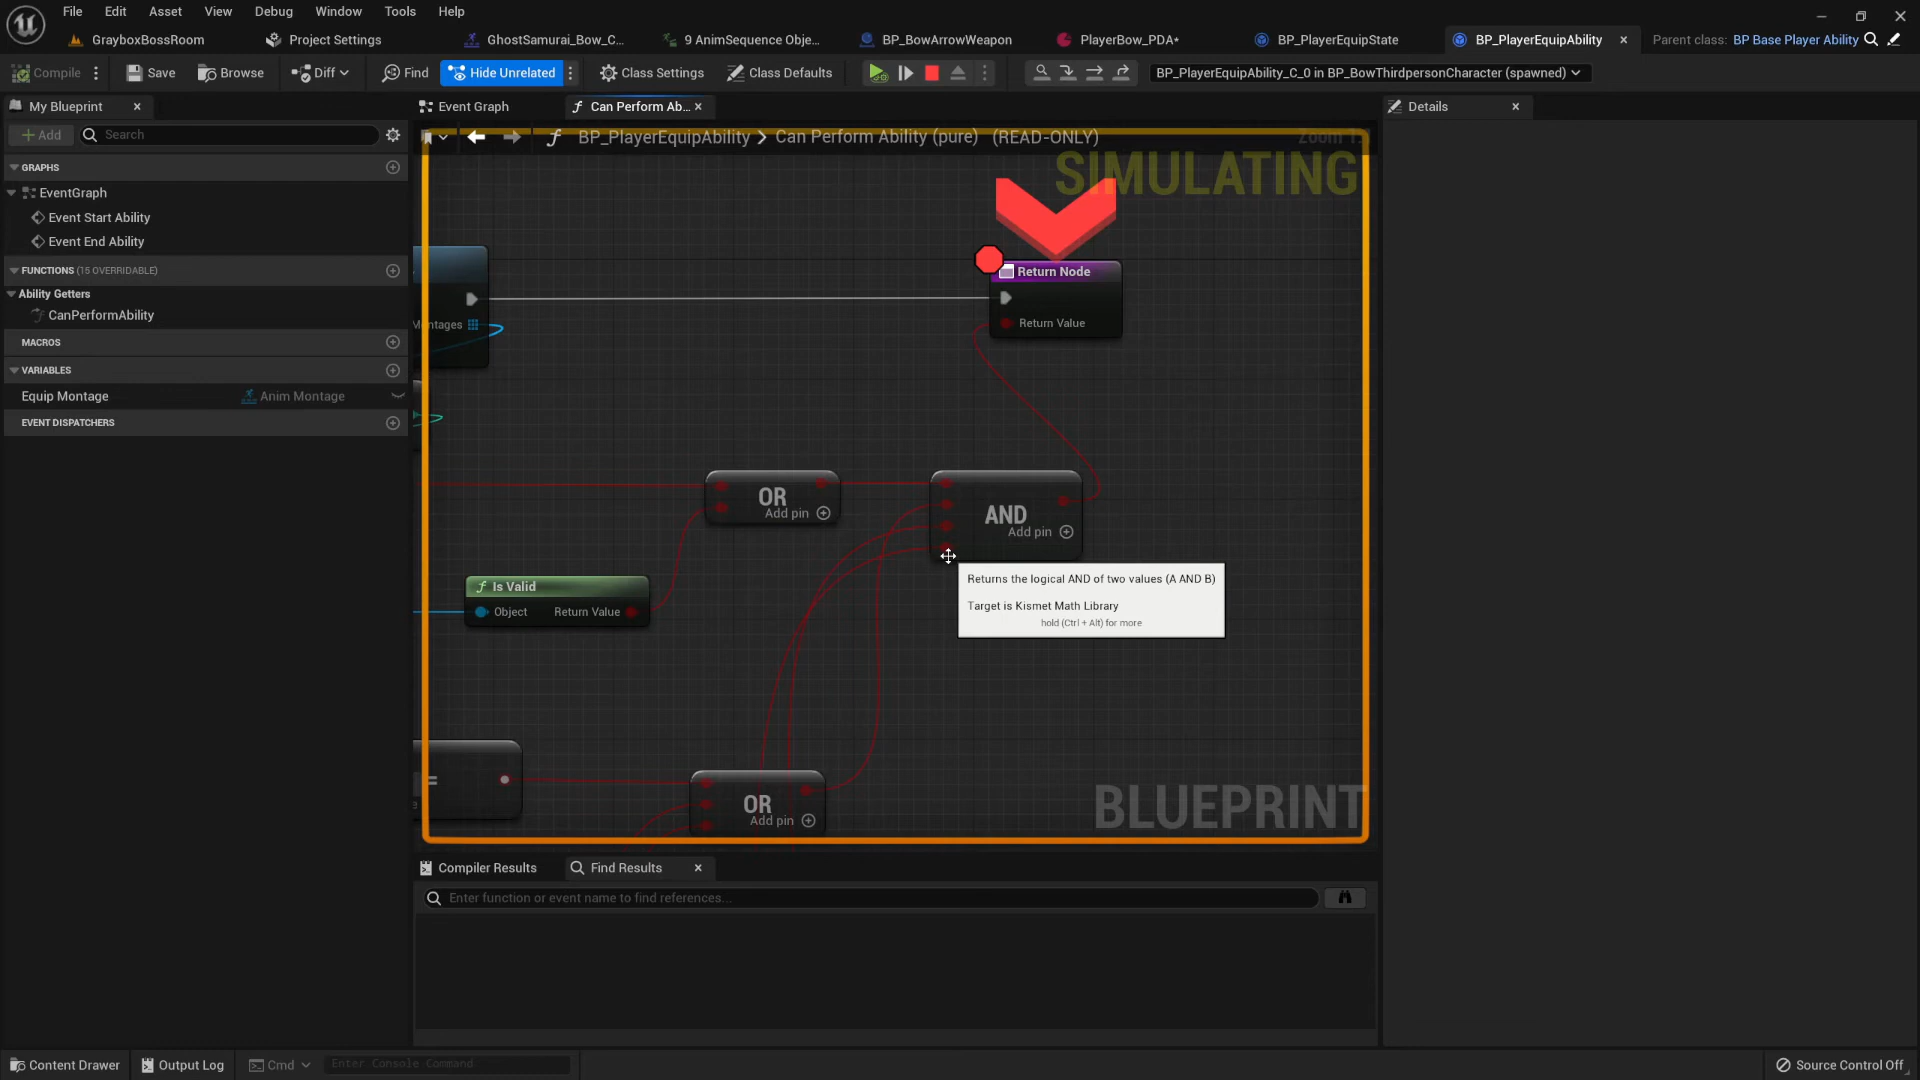 File Edit Asset View Debug Window Tools Help
GrayboxBossRoom Project Settings GhostSamurai_Bow_C... 9 AnimSequence Obje... BP_BowArrowWeapon PlayerBow_PDA* BP_PlayerEquipState BP_PlayerEquipAbility Parent class: BP Base Player Ability
Compile Save Browse Diff Find Hide Unrelated Class Settings Class Defaults BP_PlayerEquipAbility_C_0 in BP_BowThirdpersonCharacter (spawned)
My Blueprint Event Graph Can Perform Ab... Details
Add Search
BP_PlayerEquipAbility > Can Perform Ability (pure) (READ-ONLY)
SIMULATING
GRAPHS
EventGraph
Event Start Ability
Event End Ability
FUNCTIONS (15 OVERRIDABLE)
Ability Getters
CanPerformAbility
MACROS
VARIABLES
Equip Montage Anim Montage
EVENT DISPATCHERS
Return Node
Return Value
OR
Add pin
AND
Add pin
Is Valid
Object Return Value
Returns the logical AND of two values (A AND B)
Target is Kismet Math Library
hold (Ctrl + Alt) for more
=
OR
Add pin
BLUEPRINT
Compiler Results Find Results
Enter function or event name to find references...
Content Drawer Output Log Cmd Enter Console Command Source Control Off